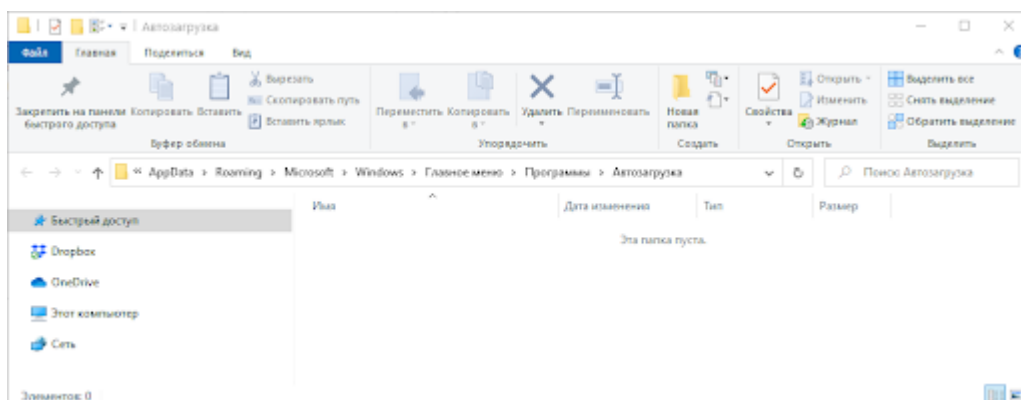 Автозагрузка
Файл Главная Поделиться Вид
Закрепить на панели быстрого доступа
Копировать
Вставить
Вырезать
Скопировать путь
Вставить ярлык
Буфер обмена
Переместить в
Копировать в
Удалить
Переименовать
Упорядочить
Новая папка
Создать
Свойства
Открыть
Изменить
Журнал
Открыть
Выделить все
Снять выделение
Обратить выделение
Выделить
« AppData › Roaming › Microsoft › Windows › Главное меню › Программы › Автозагрузка
Поиск: Автозагрузка
Имя Дата изменения Тип Размер
Эта папка пуста.
Быстрый доступ
Dropbox
OneDrive
Этот компьютер
Сеть
Элементов: 0